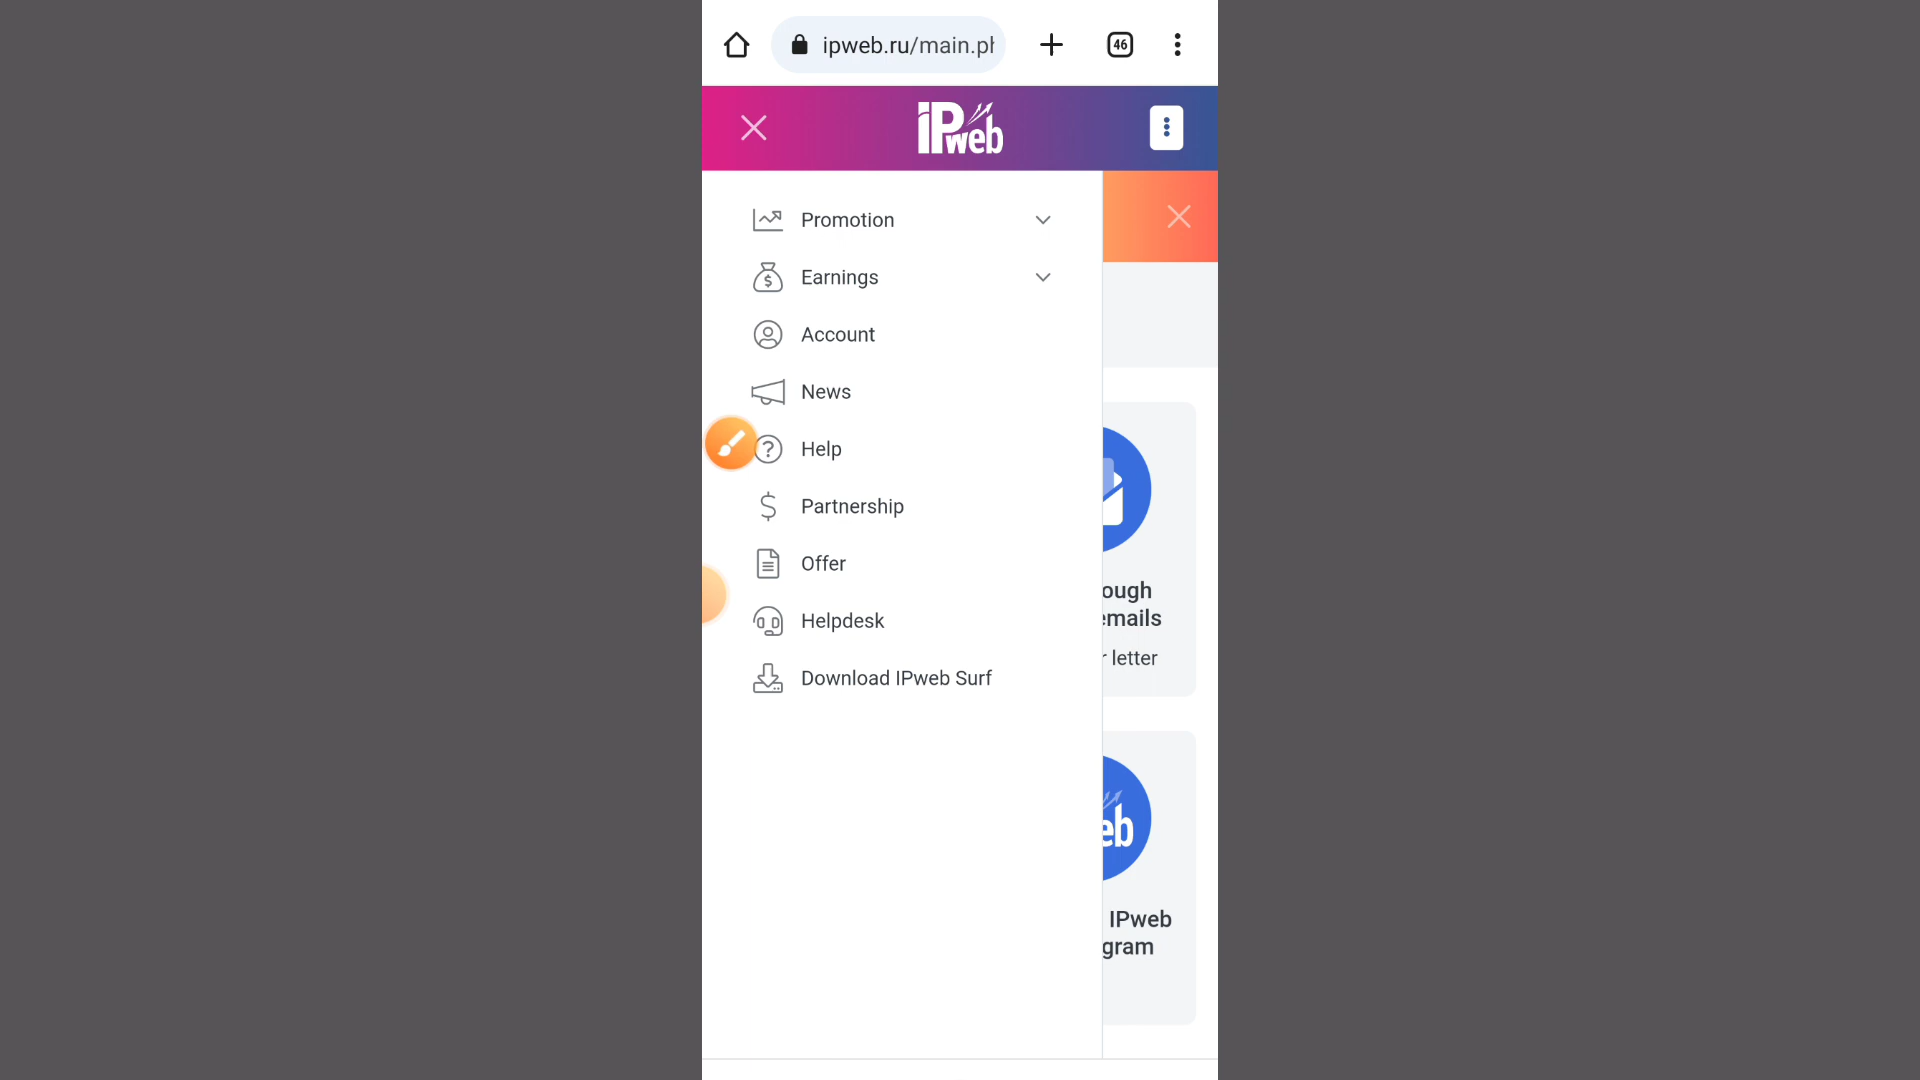 ipweb.ru/main.p
46
iPweb
Promotion
Earnings
Account
News
Help
Partnership
Offer
Helpdesk
Download IPweb Surf
ough
emails
letter
eb
IPweb
gram